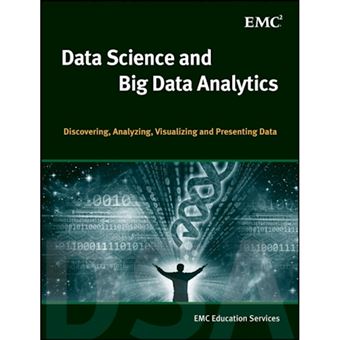 EMC²
Data Science and
Big Data Analytics
Discovering, Analyzing, Visualizing and Presenting Data
EMC Education Services